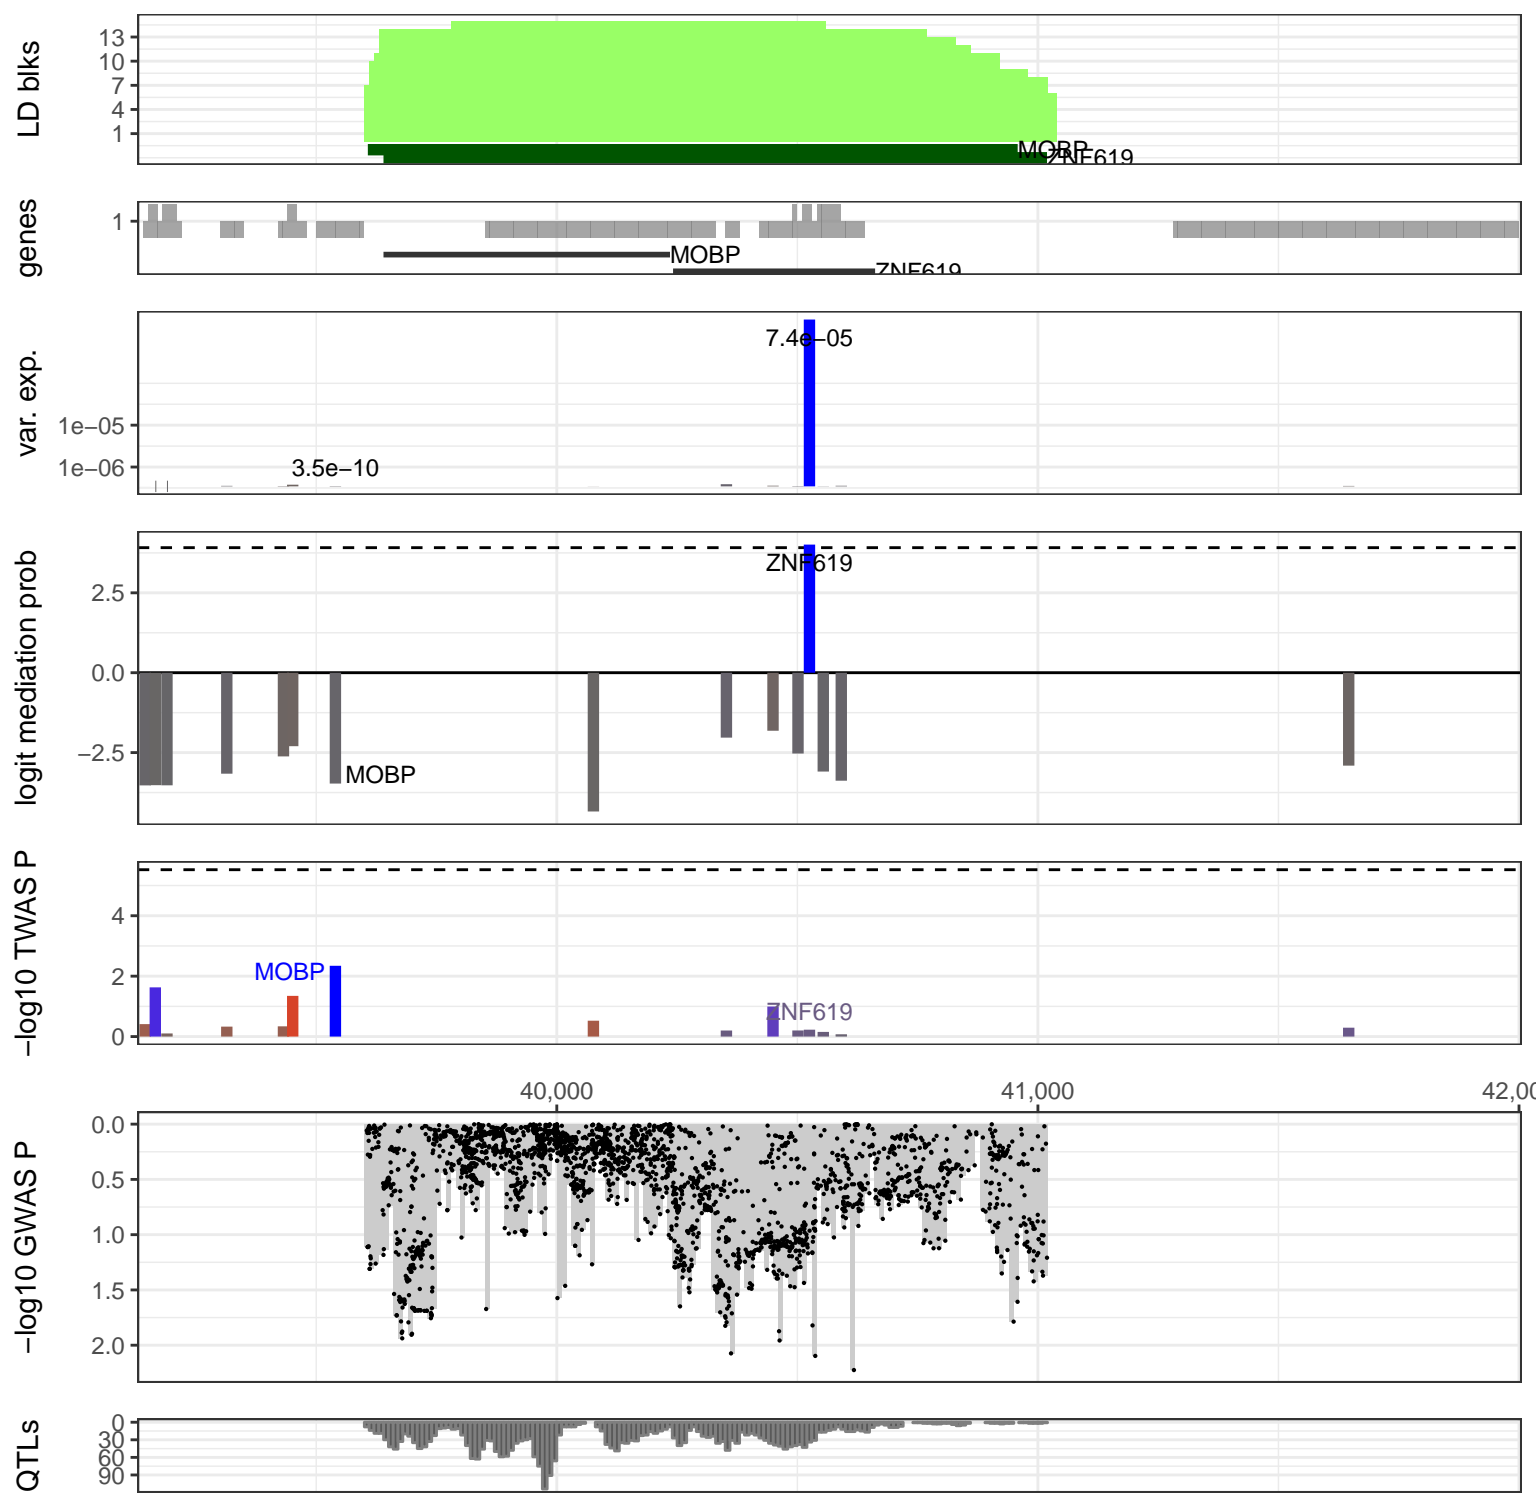 LD blks
13
10
7
4
1
MOBP
ZNF619
genes
1
MOBP
ZNF619
var. exp.
7.4e−05
1e−05
1e−06
3.5e−10
logit mediation prob
ZNF619
2.5
0.0
−2.5
MOBP
−log10 TWAS P
4
2
0
MOBP
ZNF619
40,000
41,000
42,0
−log10 GWAS P
0.0
0.5
1.0
1.5
2.0
QTLs
0
30
60
90